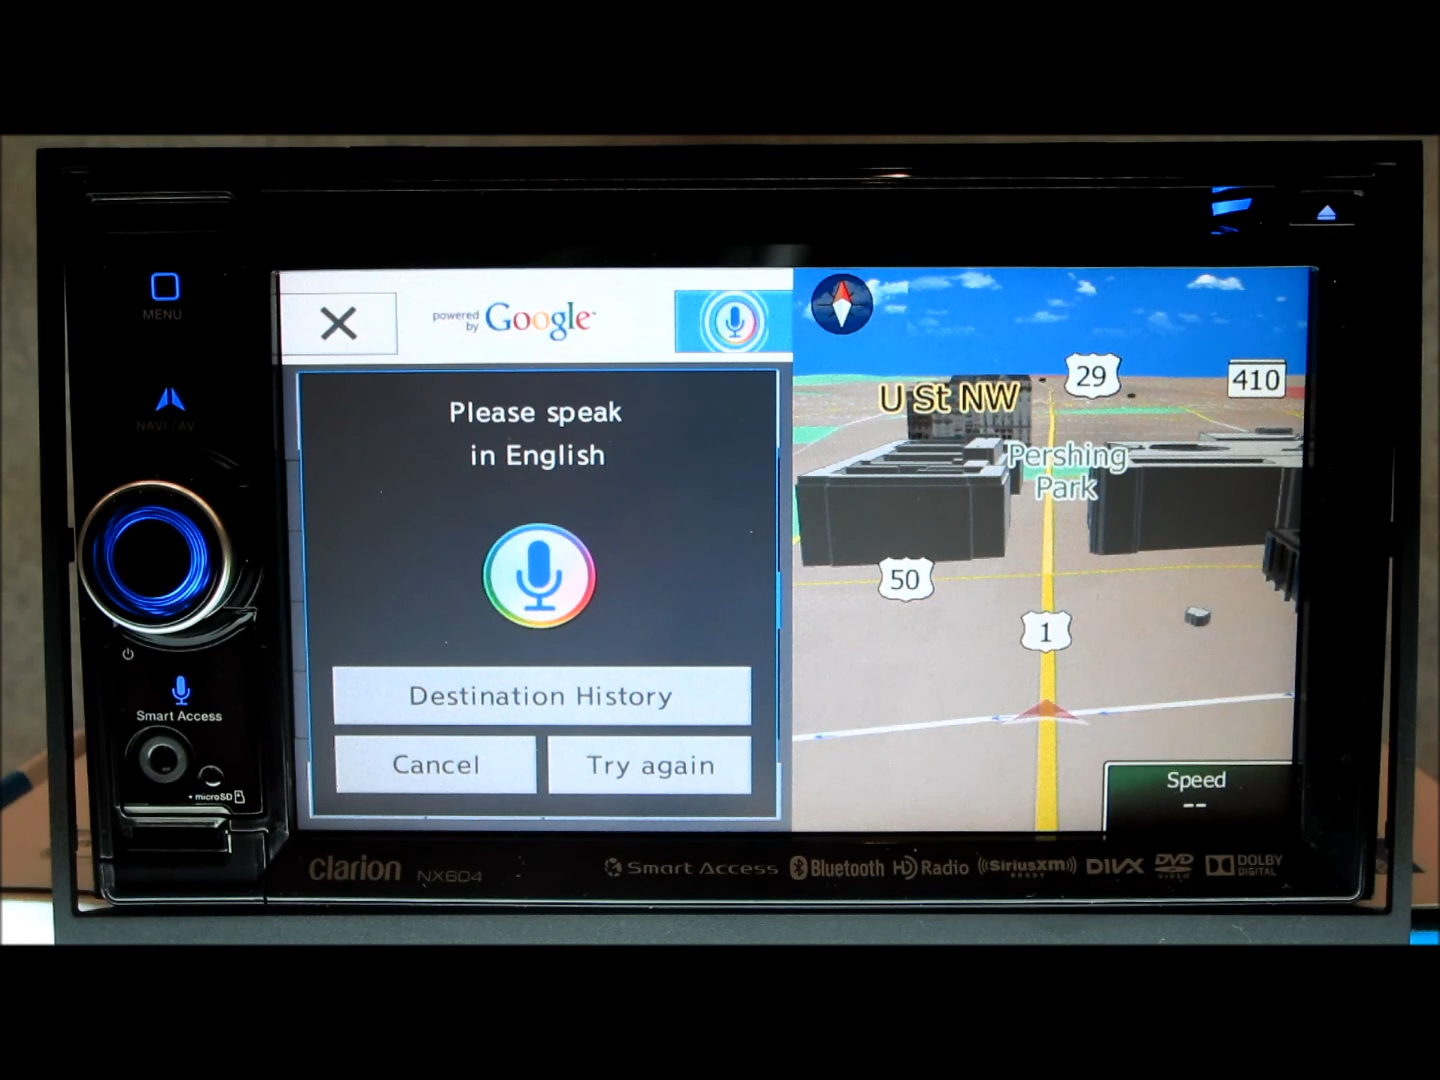 MENU
NAVI/AV
Smart Access
microSD
powered
by
Google
Please speak
in English
Destination History
Cancel
Try again
U St NW
29
410
Pershing
Park
50
1
Speed
--
Clarion NX604
Smart Access Bluetooth HD Radio ((SiriusXM)) READY DIVX DVD VIDEO DOLBY DIGITAL